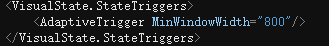 <VisualState.StateTriggers>
    <AdaptiveTrigger MinWindowWidth="800"/>
</VisualState.StateTriggers>